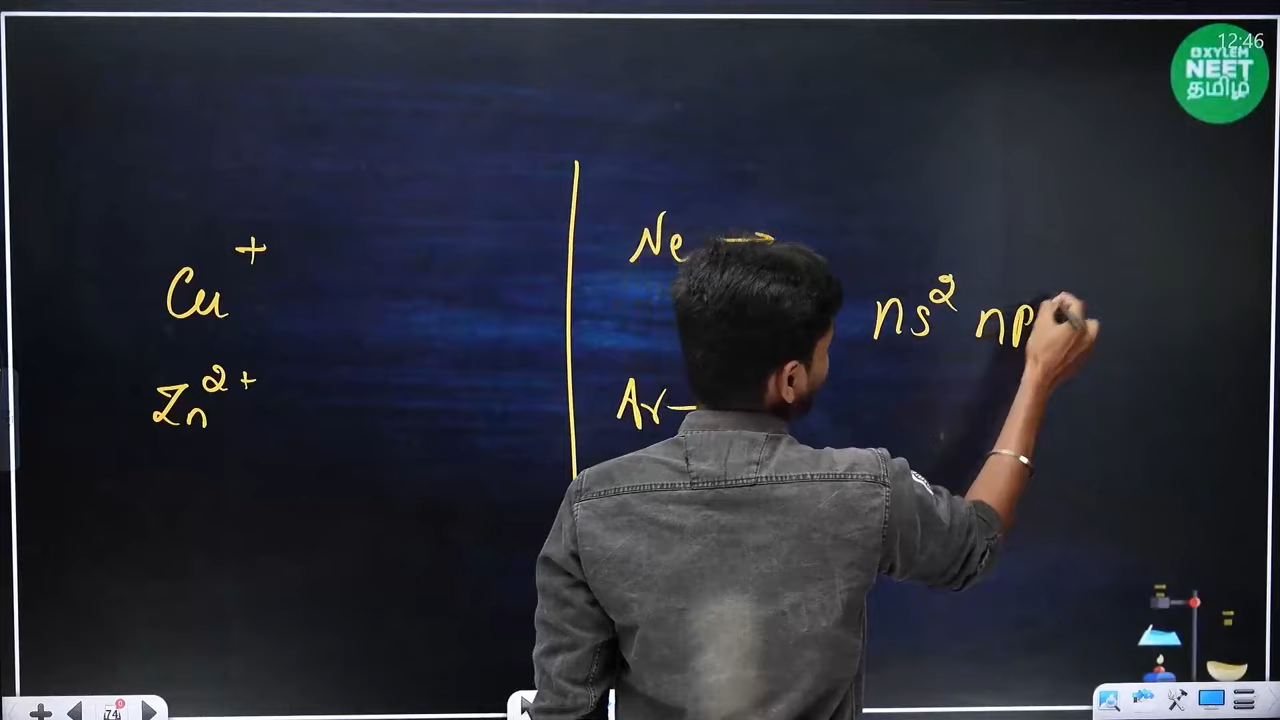 12:46
OXYLEM
NEET
தமிழ்
Cu⁺
Zn²⁺
Ne →
Ar –
ns² np
74